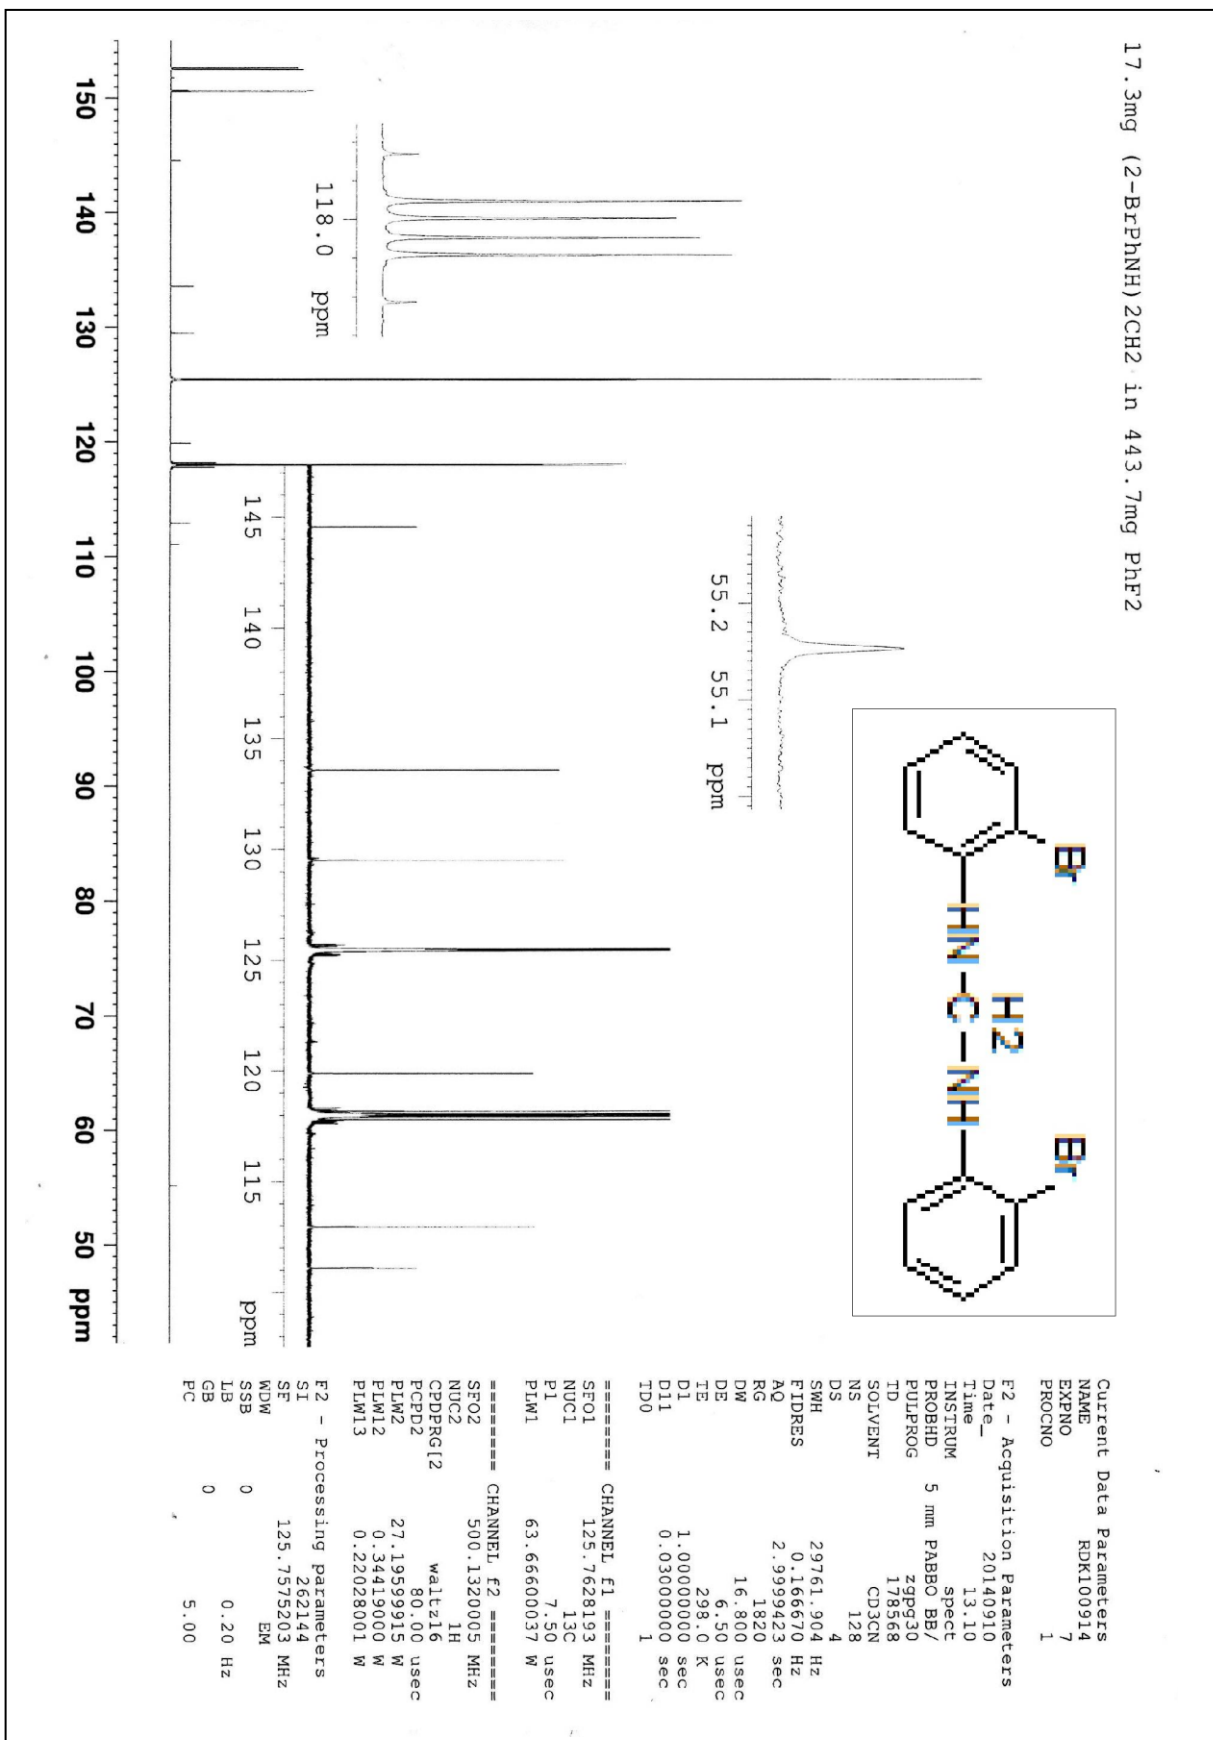 17.3mg (2-BrPhNH)2CH2 in 443.7mg PhF2
Br
Br
H2
HN
C
NH
55.2 55.1 ppm
118.0 ppm
145 140 135 130 125 120 115 ppm
150 140 130 120 110 100 90 80 70 60 50 ppm
Current Data Parameters
NAME RDK100914
EXPNO 7
PROCNO 1
F2 - Acquisition Parameters
Date_ 20140910
Time 13.10
INSTRUM spect
PROBHD 5 mm PABBO BB/
PULPROG zgpg30
TD 178568
SOLVENT CD3CN
NS 128
DS 4
SWH 29761.904 Hz
FIDRES 0.166670 Hz
AQ 2.9999423 sec
RG 1820
DW 16.800 usec
DE 6.50 usec
TE 298.0 K
D1 1.00000000 sec
D11 0.03000000 sec
TD0 1
======== CHANNEL f1 ========
SFO1 125.7628193 MHz
NUC1 13C
P1 7.50 usec
PLW1 63.66600037 W
======== CHANNEL f2 ========
SFO2 500.1320005 MHz
NUC2 1H
CPDPRG[2 waltz16
PCPD2 80.00 usec
PLW2 27.19599915 W
PLW12 0.34419000 W
PLW13 0.22028001 W
F2 - Processing parameters
SI 262144
SF 125.7575203 MHz
WDW EM
SSB 0
LB 0.20 Hz
GB 0
PC 5.00